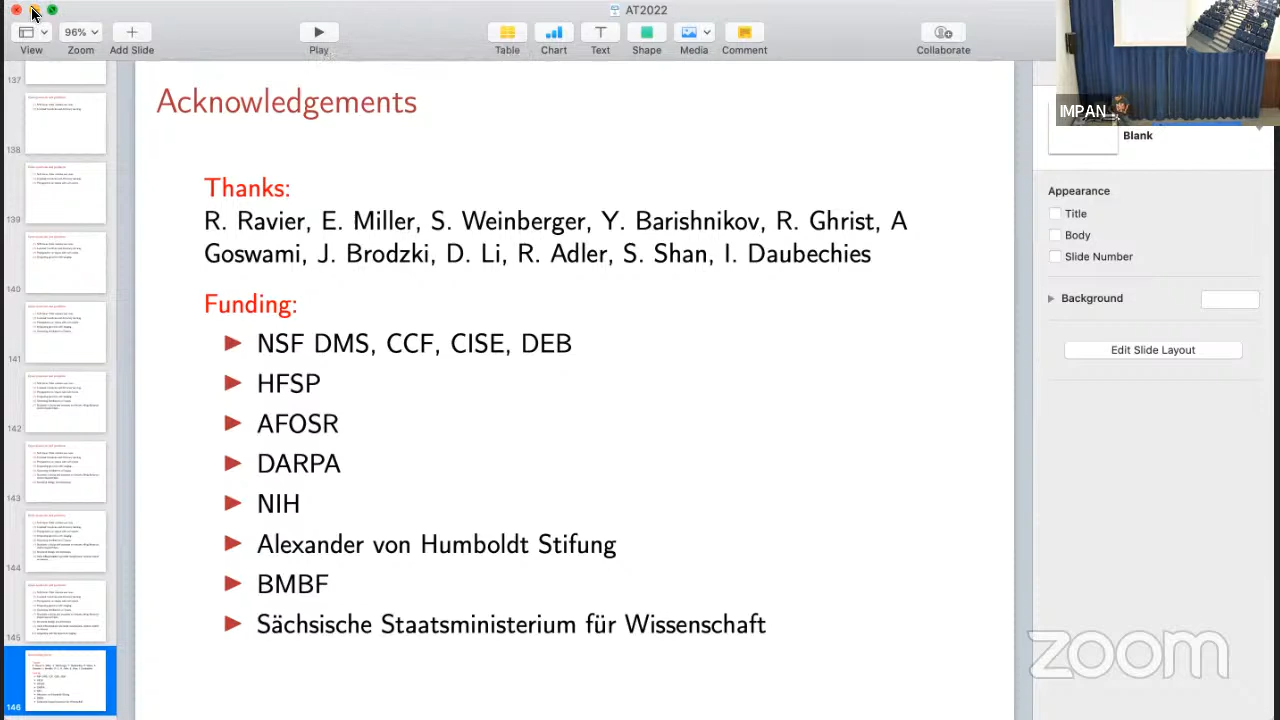 AT2022
View
96%
Zoom
Add Slide
Play
Table
Chart
Text
Shape
Media
Comment
Collaborate
IMPAN
137
138
139
140
141
142
143
144
145
146
Acknowledgements
Thanks:
R. Ravier, E. Miller, S. Weinberger, Y. Barishnikov, R. Ghrist, A
Goswami, J. Brodzki, D. Li, R. Adler, S. Shan, I. Daubechies
Funding:
NSF DMS, CCF, CISE, DEB
HFSP
AFOSR
DARPA
NIH
Alexander von Humboldt Stifung
BMBF
Sächsische Staatsministerium für Wissenschaft
Blank
Appearance
Title
Body
Slide Number
Background
Edit Slide Layout
zoom